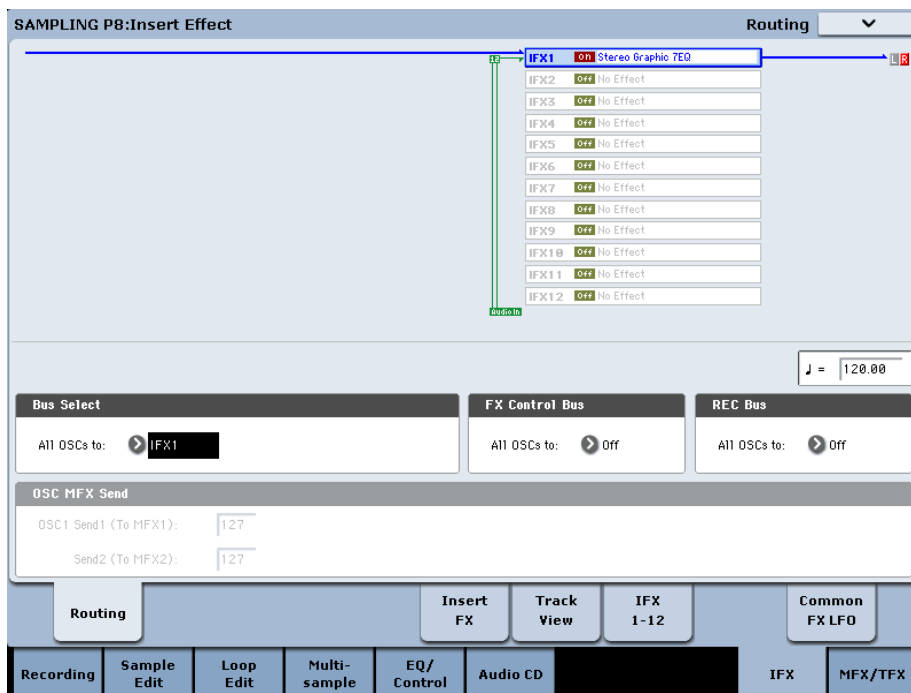 SAMPLING P8:Insert Effect Routing
IFX1 On Stereo Graphic 7EQ L R
IFX2 Off No Effect
IFX3 Off No Effect
IFX4 Off No Effect
IFX5 Off No Effect
IFX6 Off No Effect
IFX7 Off No Effect
IFX8 Off No Effect
IFX9 Off No Effect
IFX10 Off No Effect
IFX11 Off No Effect
IFX12 Off No Effect
Audio In
♩ = 120.00
Bus Select FX Control Bus REC Bus
All OSCs to: IFX1 All OSCs to: Off All OSCs to: Off
OSC MFX Send
OSC1 Send1 (To MFX1): 127
Send2 (To MFX2): 127
Routing
Insert
FX
Track
View
IFX
1-12
Common
FX LFO
Recording
Sample
Edit
Loop
Edit
Multi-
sample
EQ/
Control
Audio CD
IFX
MFX/TFX